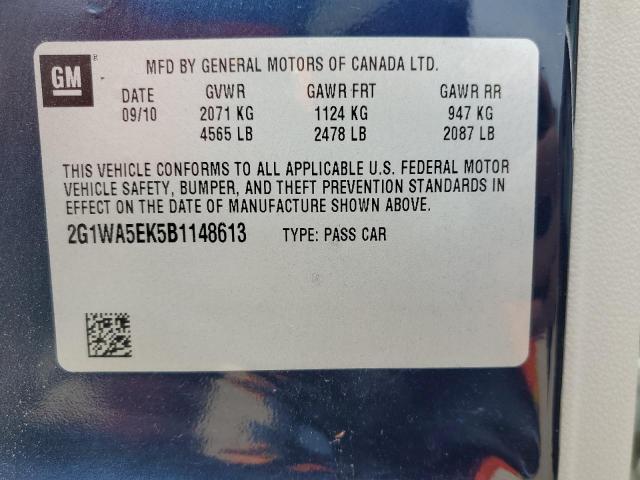 GM
MFD BY GENERAL MOTORS OF CANADA LTD.
DATE GVWR GAWR FRT GAWR RR
09/10 2071 KG 1124 KG 947 KG
4565 LB 2478 LB 2087 LB
THIS VEHICLE CONFORMS TO ALL APPLICABLE U.S. FEDERAL MOTOR
VEHICLE SAFETY, BUMPER, AND THEFT PREVENTION STANDARDS IN
EFFECT ON THE DATE OF MANUFACTURE SHOWN ABOVE.
2G1WA5EK5B1148613 TYPE: PASS CAR